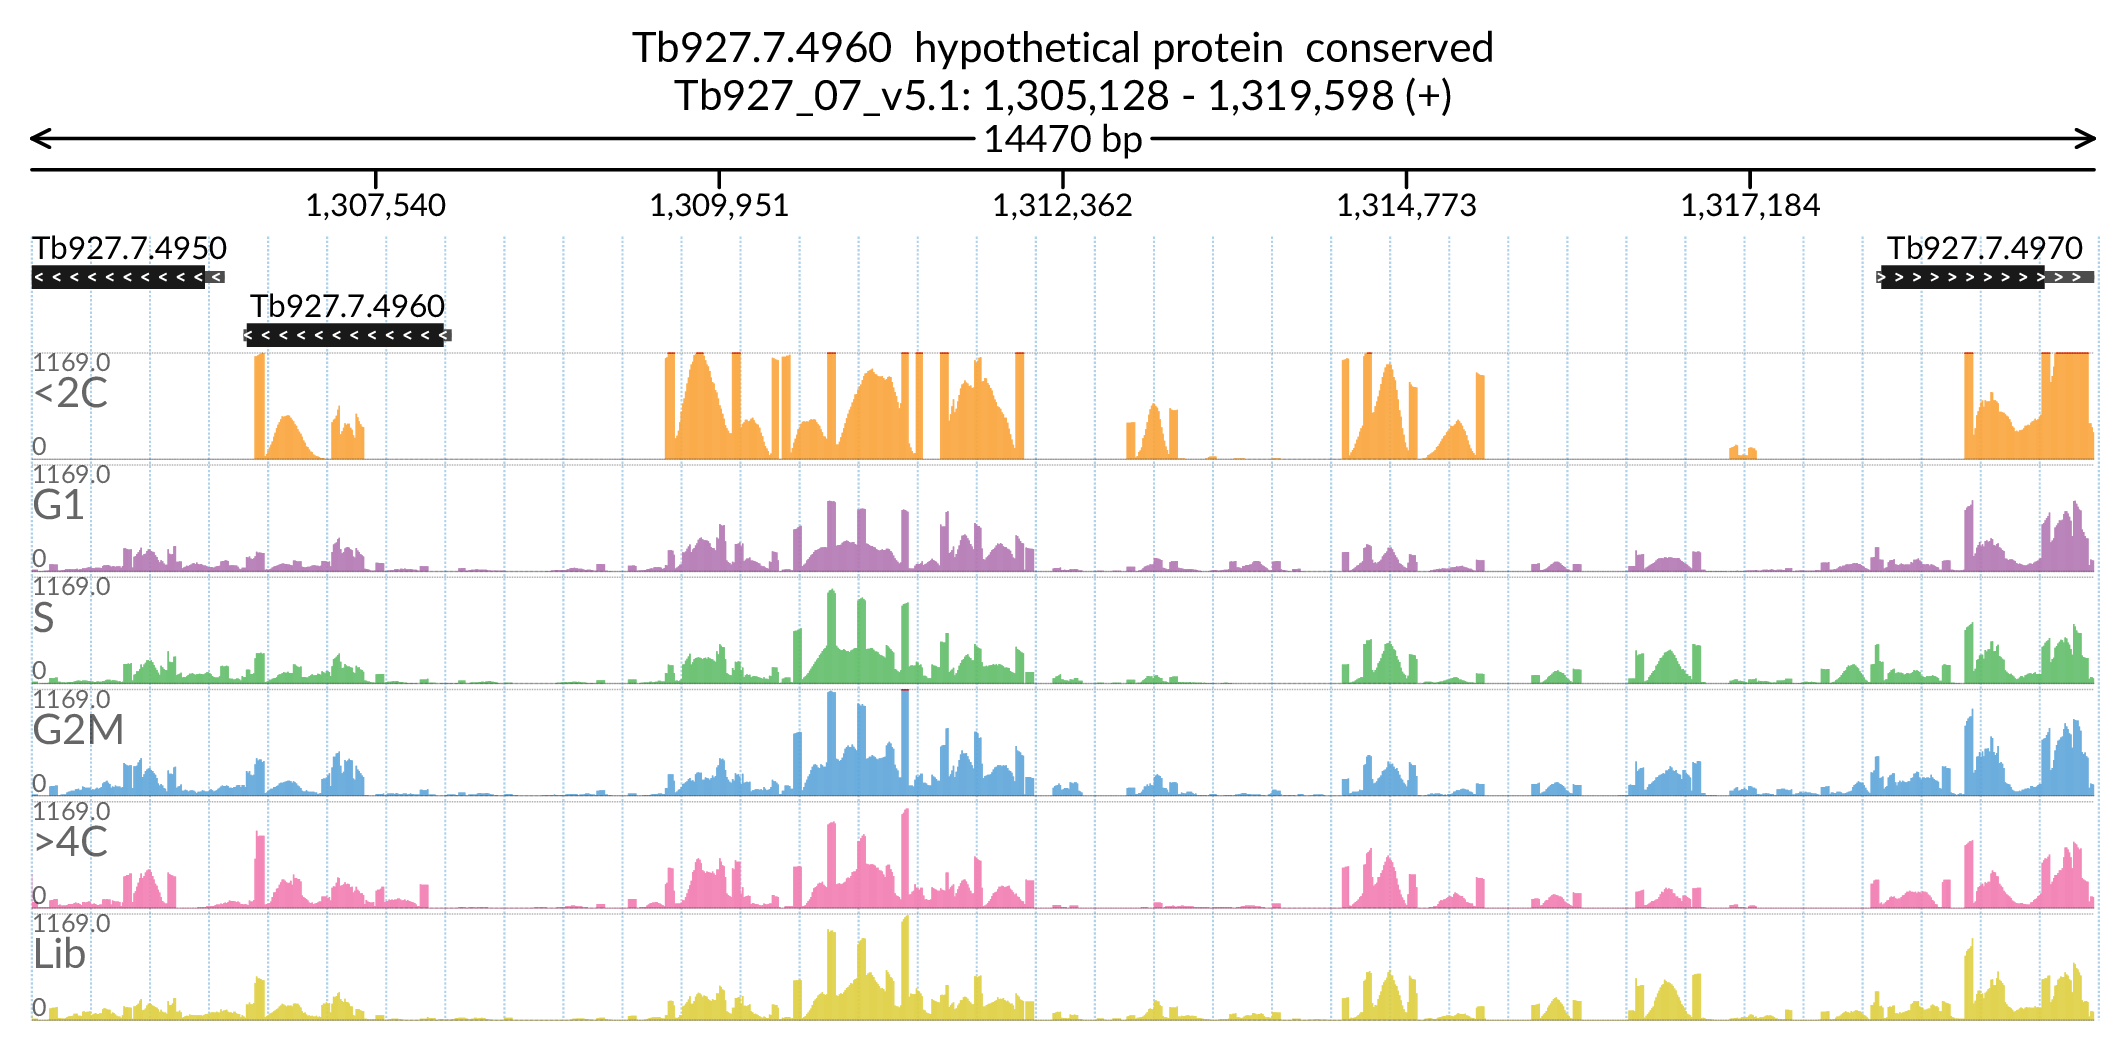 Tb927.7.4960  hypothetical protein  conserved
Tb927_07_v5.1: 1,305,128 - 1,319,598 (+)
14470 bp
1,307,540 1,309,951 1,312,362 1,314,773 1,317,184
Tb927.7.4950 Tb927.7.4970
Tb927.7.4960
1169.0
<2C
0
1169.0
G1
0
1169.0
S
0
1169.0
G2M
0
1169.0
>4C
0
1169.0
Lib
0